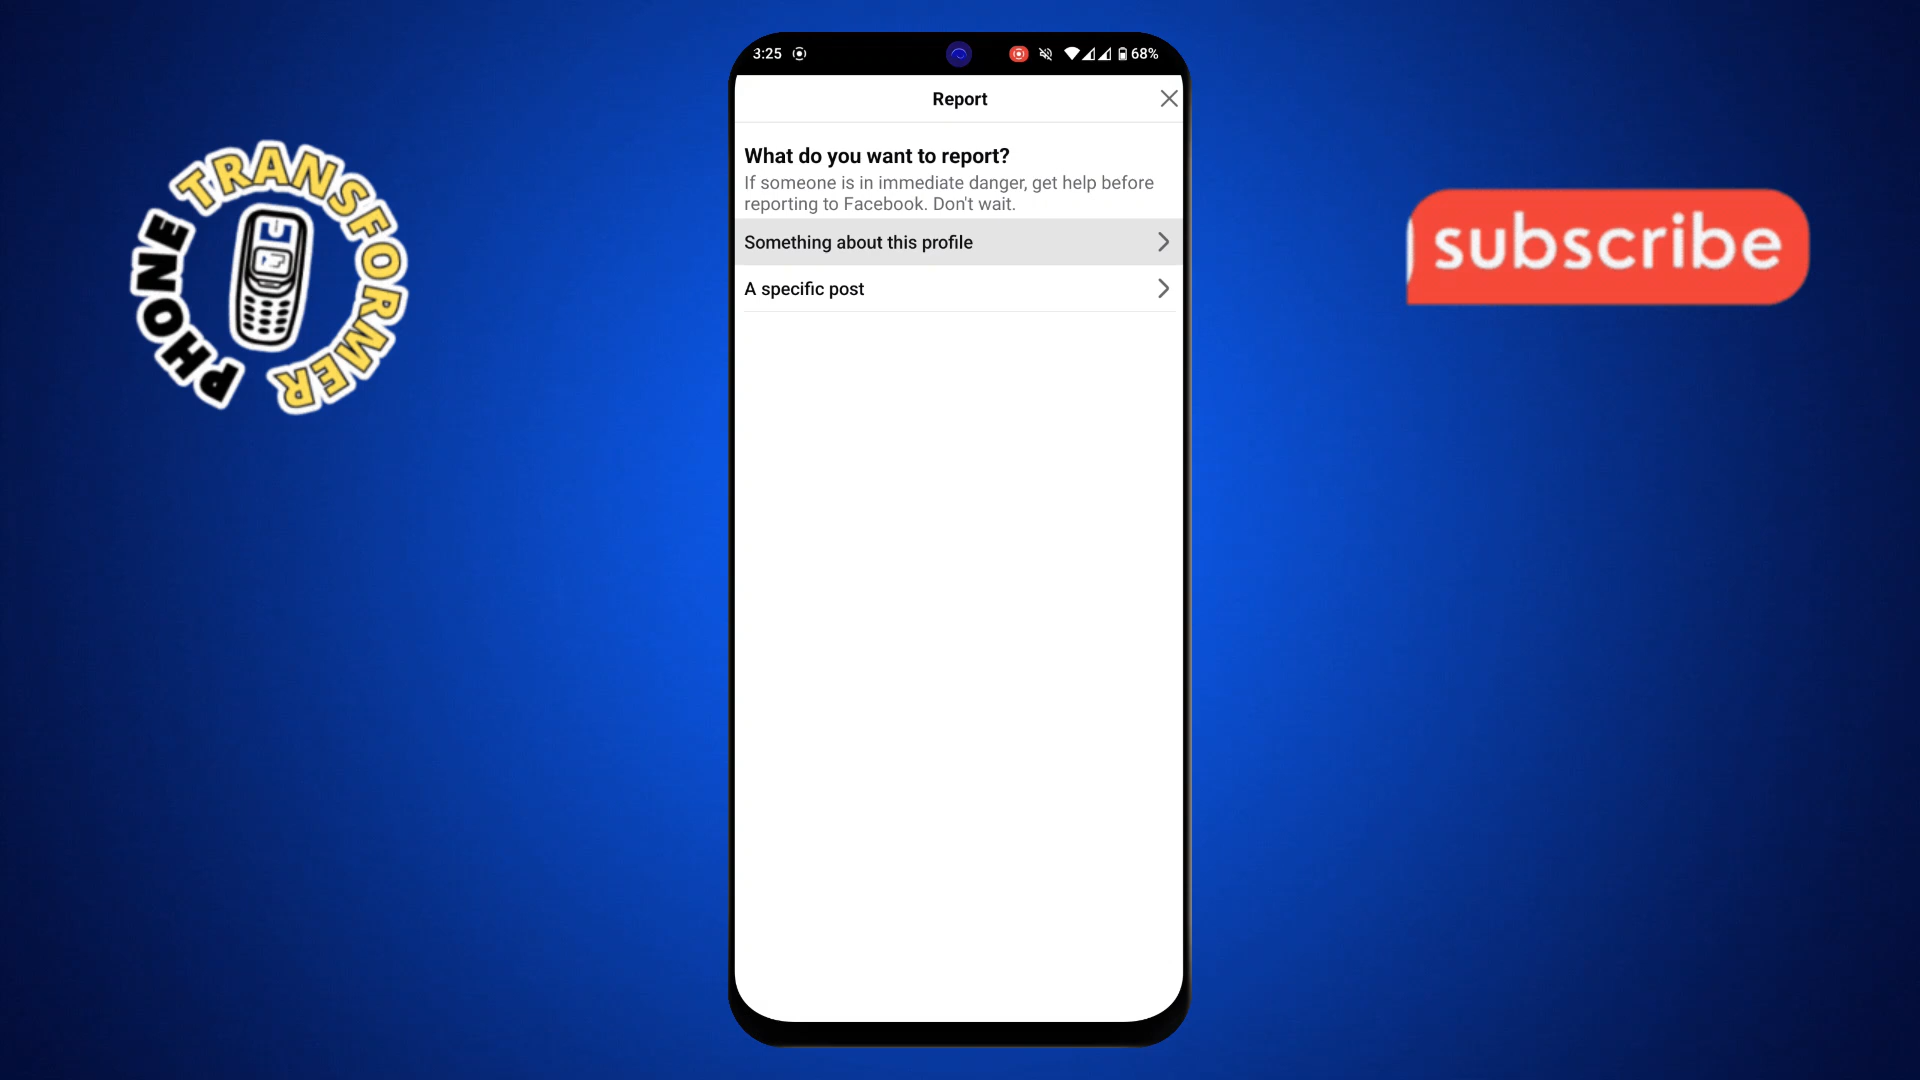 PHONE TRANSFORMER
3:25
68%
Report
What do you want to report?
If someone is in immediate danger, get help before
reporting to Facebook. Don't wait.
Something about this profile
A specific post
subscribe